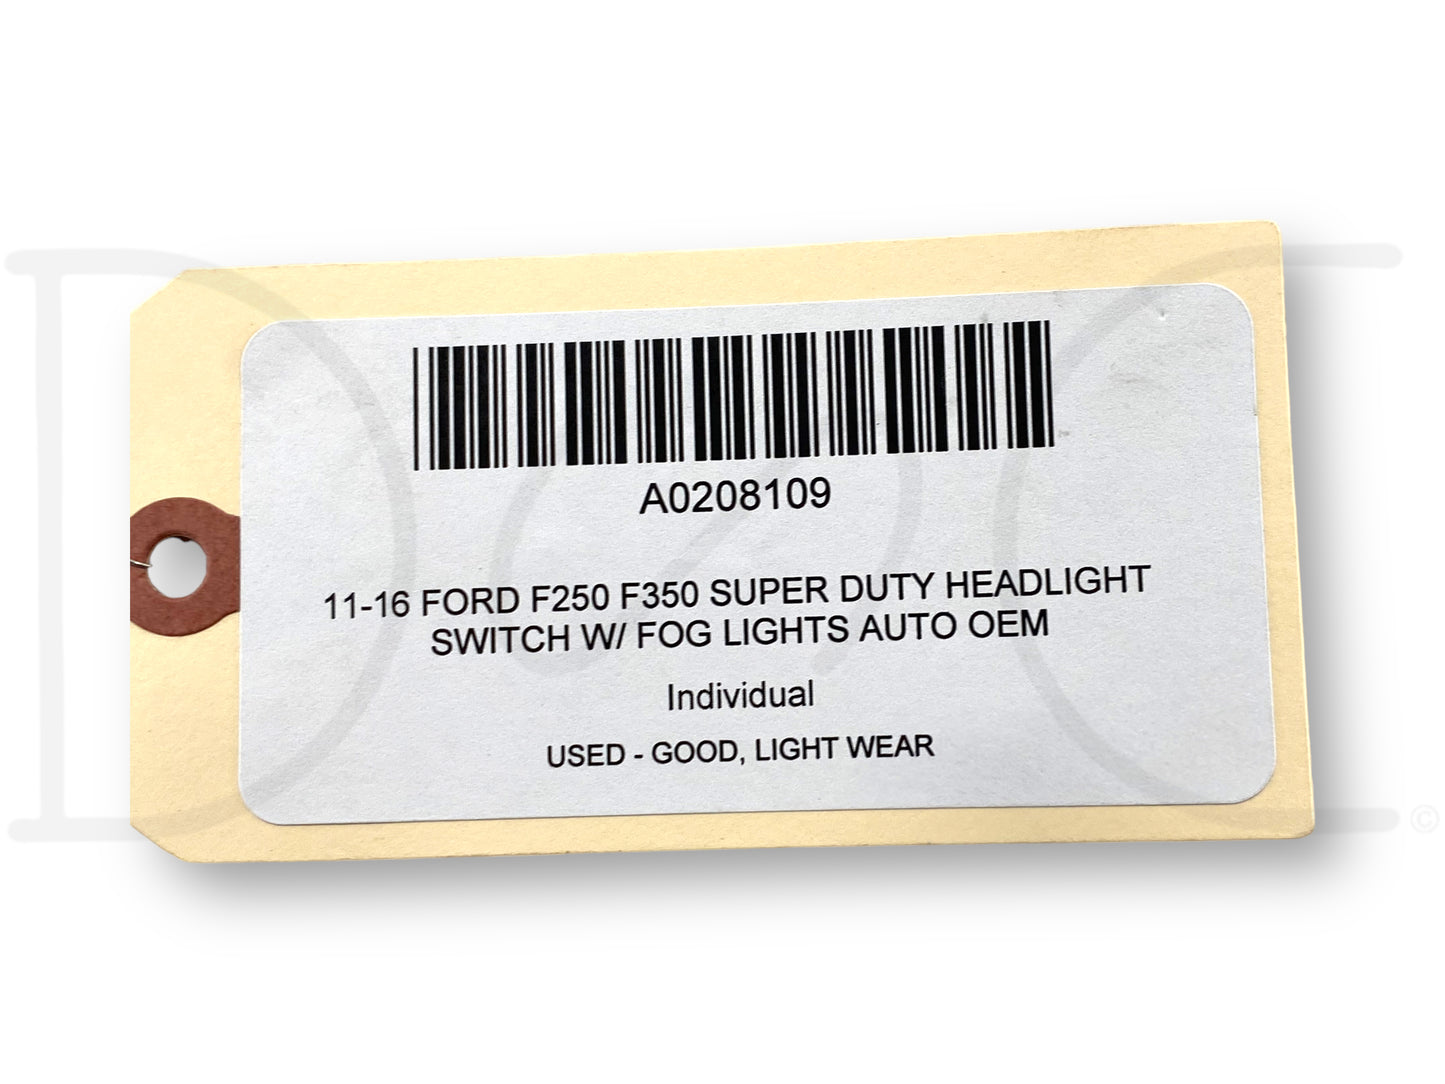 A0208109
11-16 FORD F250 F350 SUPER DUTY HEADLIGHT
SWITCH W/ FOG LIGHTS AUTO OEM
Individual
USED - GOOD, LIGHT WEAR
©